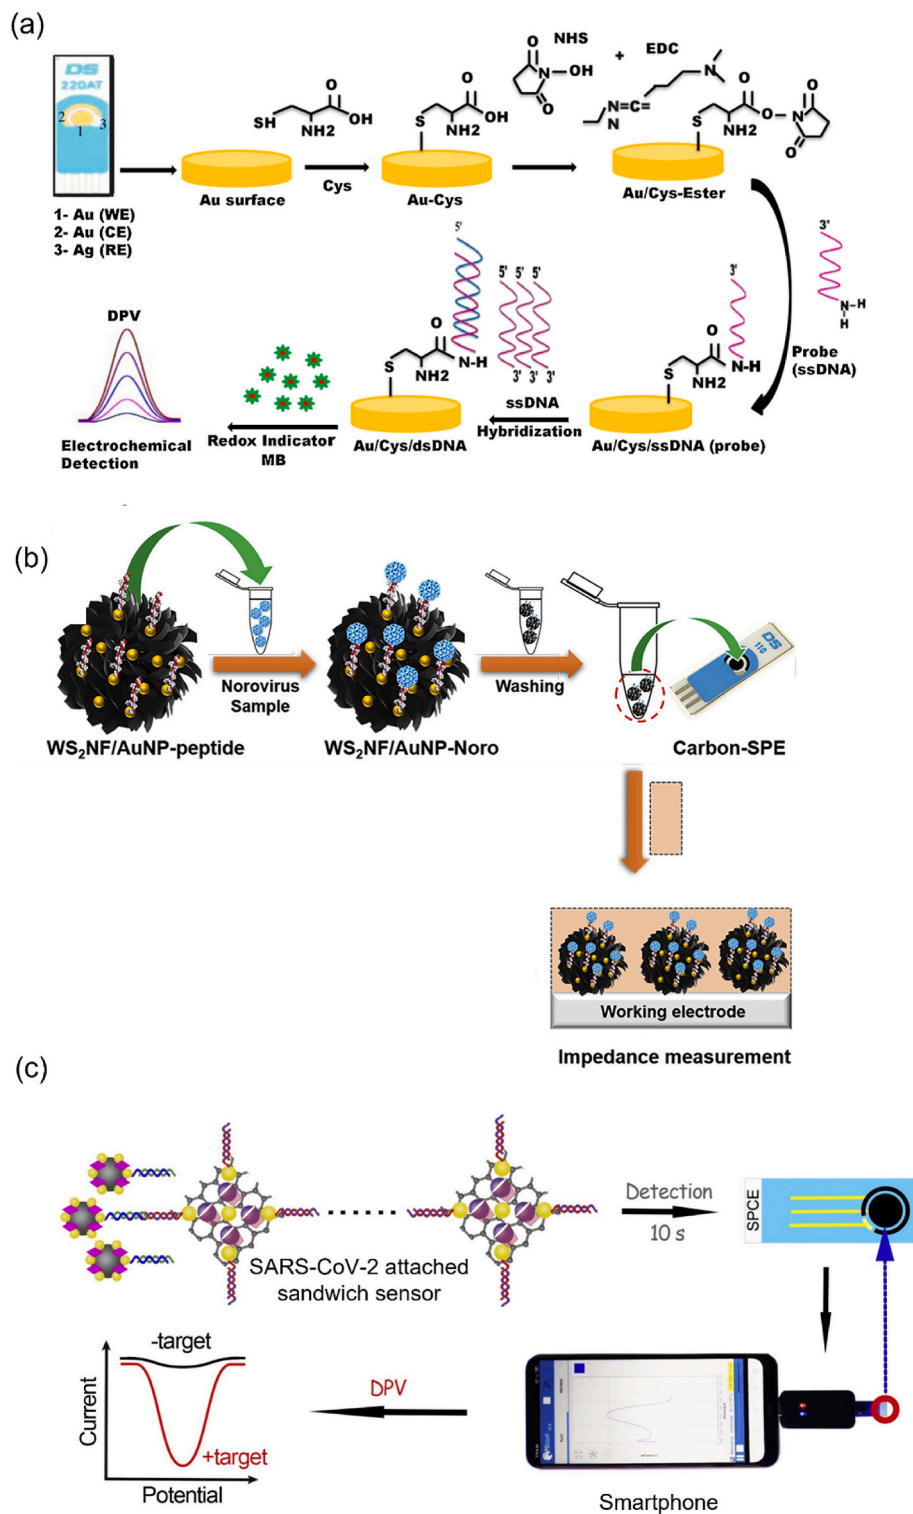 (a)
NHS
+
EDC
O
N-OH
O
N
N=C=
N
DS
220AT
2
1
3
O
SH
OH
NH2
O
OH
S
NH2
O
O
O
N
S
NH2
O
Au surface
Cys
Au-Cys
Au/Cys-Ester
1- Au (WE)
2- Au (CE)
3- Ag (RE)
5'
5' 5' 5'
3'
3'
N-H
H
DPV
O
N-H
S
NH2
3' 3' 3'
O
N-H
S
NH2
Probe
(ssDNA)
ssDNA
Hybridization
Redox Indicator
MB
Au/Cys/dsDNA
Au/Cys/ssDNA (probe)
Electrochemical
Detection
(b)
DS
110
Norovirus
Sample
Washing
WS₂NF/AuNP-peptide
WS₂NF/AuNP-Noro
Carbon-SPE
Working electrode
Impedance measurement
(c)
Detection
10 s
SPCE
SARS-CoV-2 attached
sandwich sensor
-target
DPV
Current
+target
Potential
Smartphone